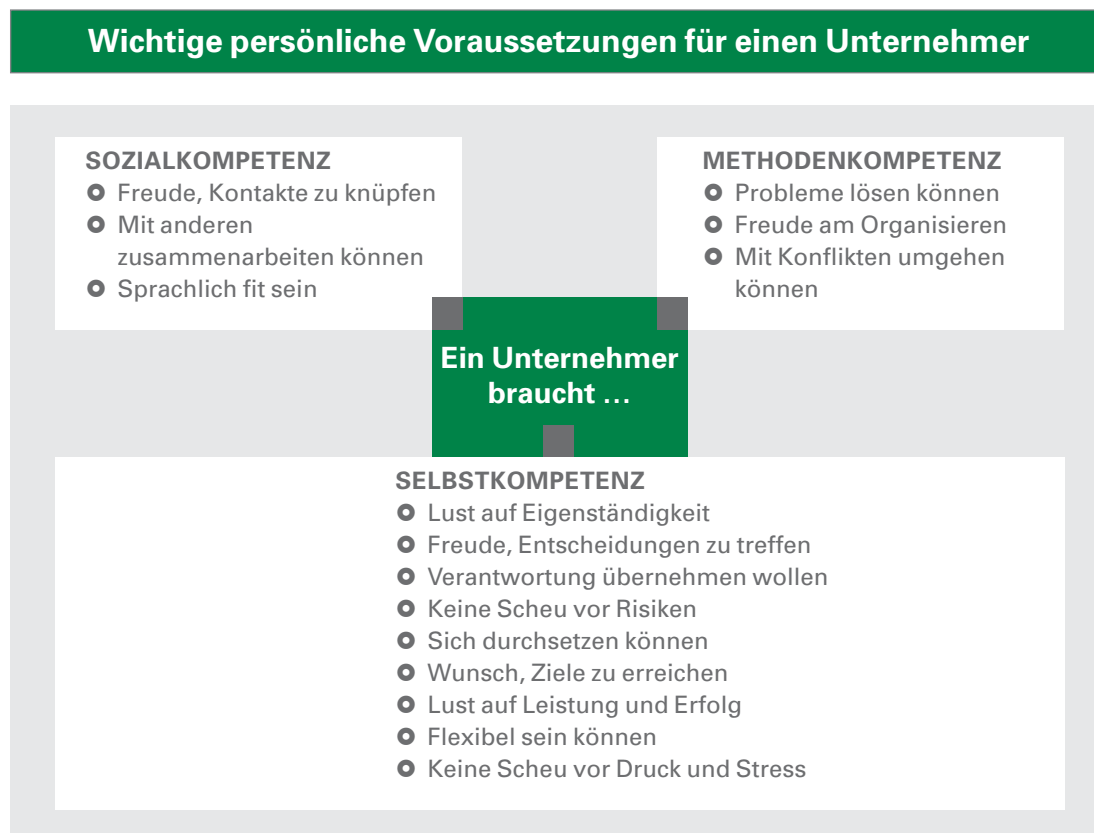 Wichtige persönliche Voraussetzungen für einen Unternehmer
SOZIALKOMPETENZ
Freude, Kontakte zu knüpfen
Mit anderen
zusammenarbeiten können
Sprachlich fit sein
METHODENKOMPETENZ
Probleme lösen können
Freude am Organisieren
Mit Konflikten umgehen
können
Ein Unternehmer
braucht …
SELBSTKOMPETENZ
Lust auf Eigenständigkeit
Freude, Entscheidungen zu treffen
Verantwortung übernehmen wollen
Keine Scheu vor Risiken
Sich durchsetzen können
Wunsch, Ziele zu erreichen
Lust auf Leistung und Erfolg
Flexibel sein können
Keine Scheu vor Druck und Stress